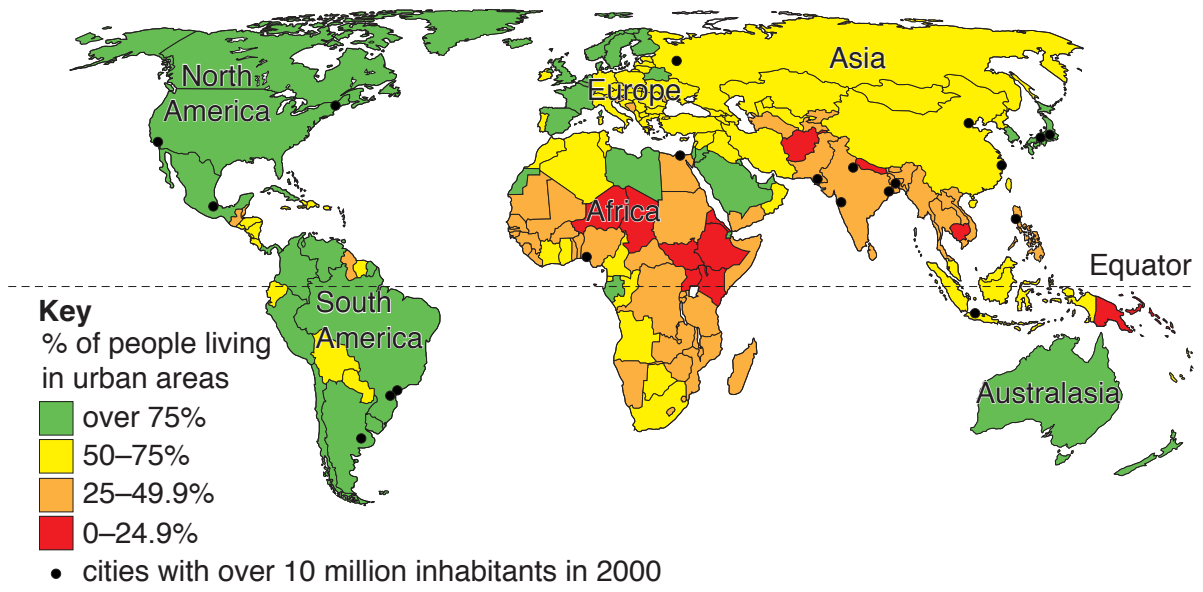 North
America
Europe
Asia
Africa
Equator
South
America
Australasia
Key
% of people living
in urban areas
over 75%
50–75%
25–49.9%
0–24.9%
cities with over 10 million inhabitants in 2000